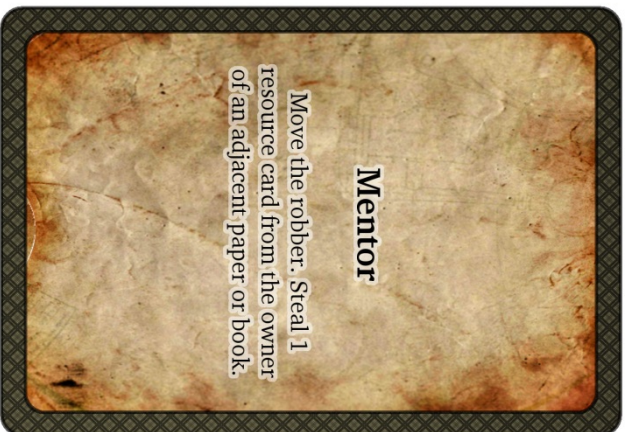 Mentor
Move the robber. Steal 1
resource card from the owner
of an adjacent paper or book.